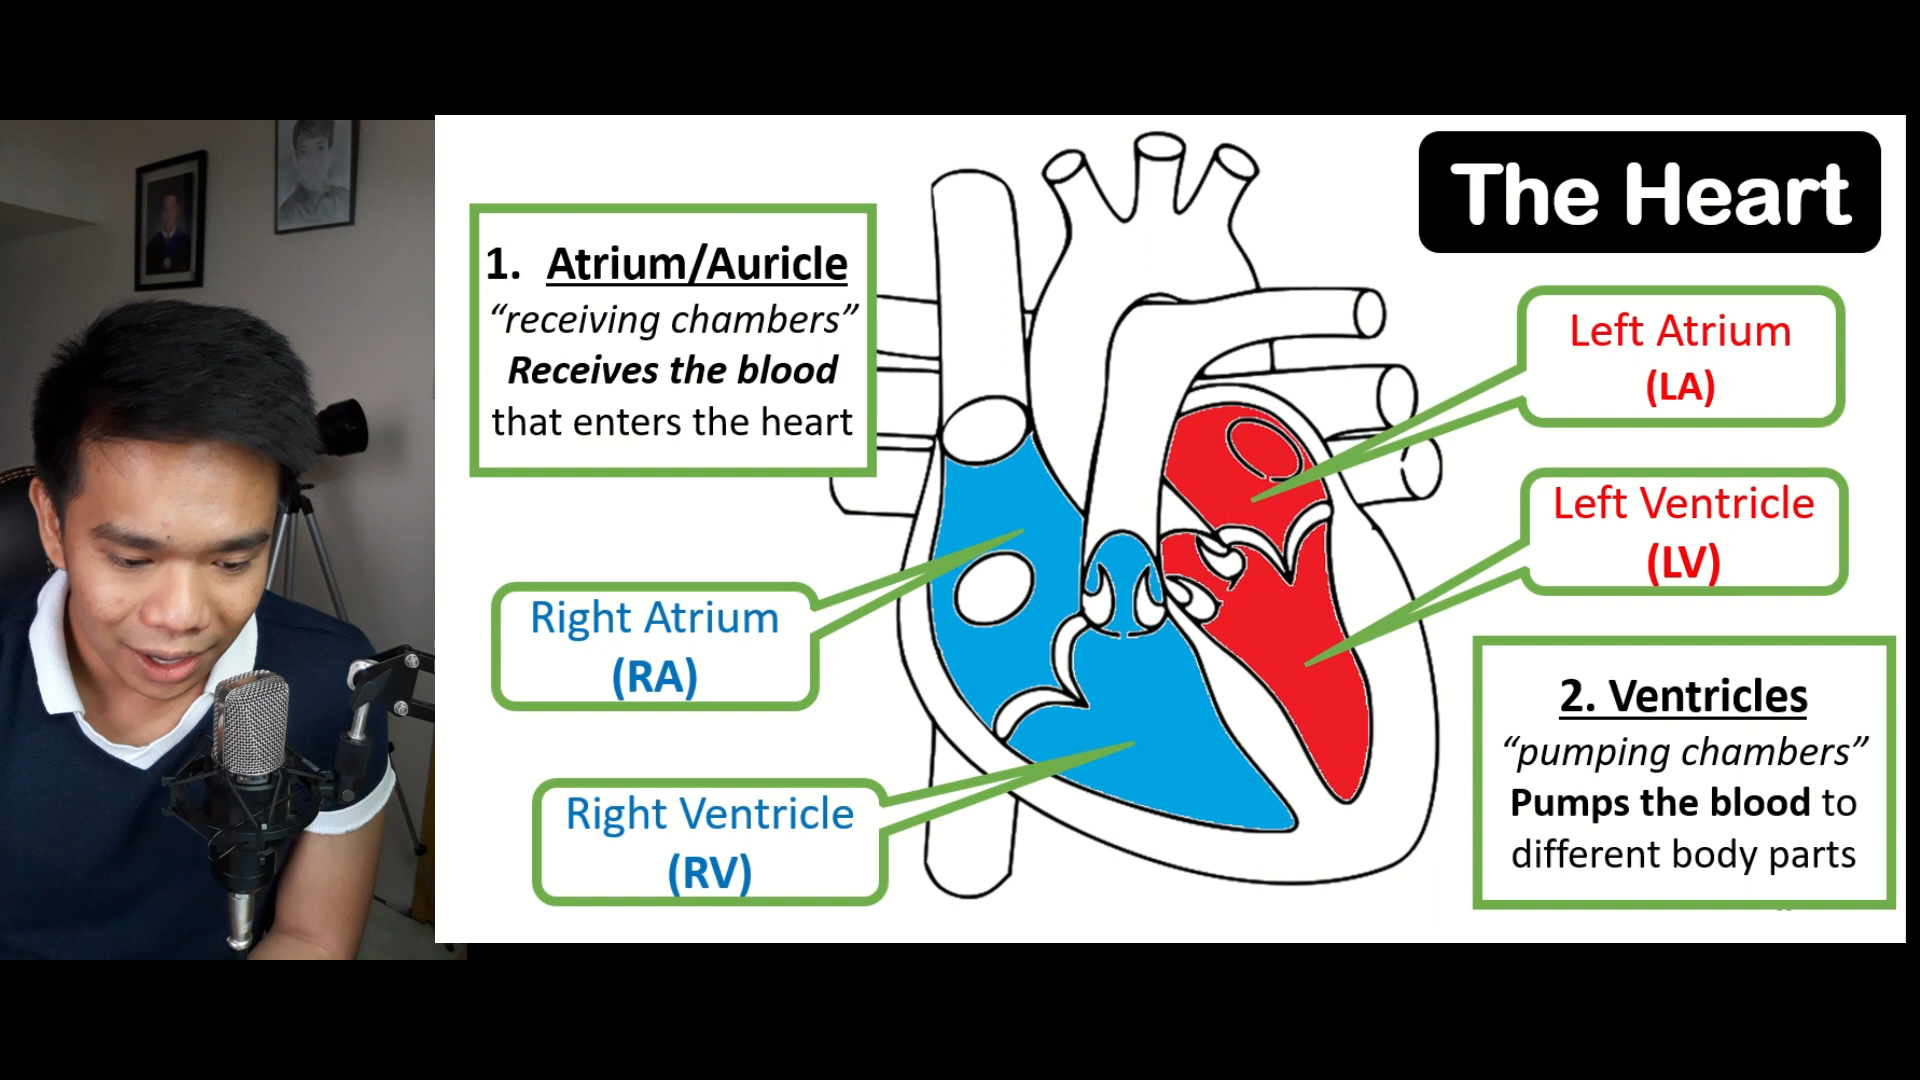 The Heart
1. Atrium/Auricle
“receiving chambers”
Receives the blood
that enters the heart
Left Atrium
(LA)
Left Ventricle
(LV)
Right Atrium
(RA)
Right Ventricle
(RV)
2. Ventricles
“pumping chambers”
Pumps the blood to
different body parts